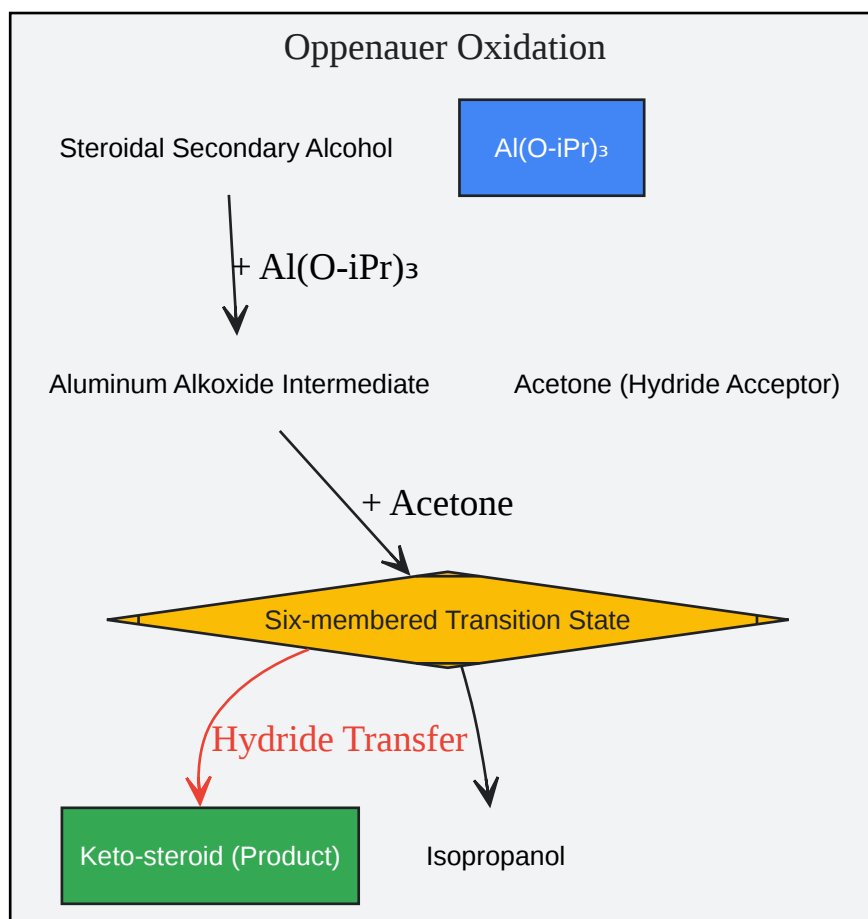 Oppenauer Oxidation
Steroidal Secondary Alcohol
Al(O-iPr)₃
+ Al(O-iPr)₃
Aluminum Alkoxide Intermediate
Acetone (Hydride Acceptor)
+ Acetone
Six-membered Transition State
Hydride Transfer
Keto-steroid (Product)
Isopropanol